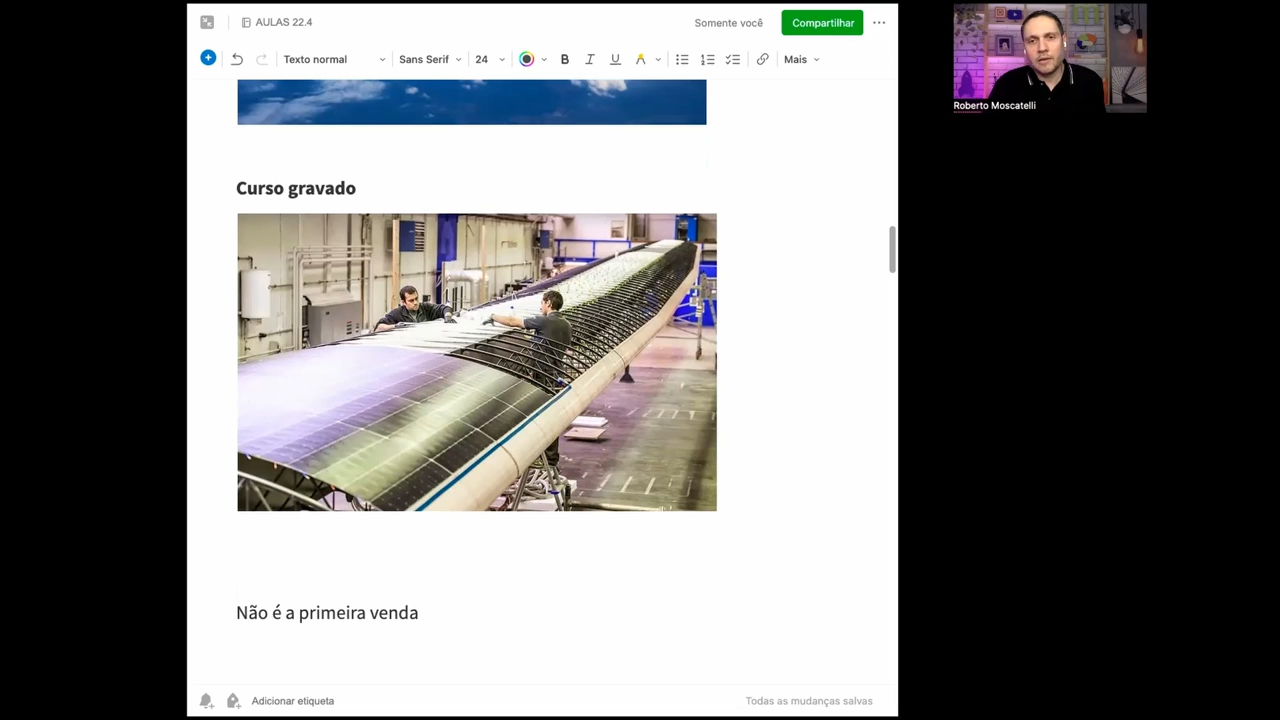 AULAS 22.4
Somente você
Compartilhar
Texto normal
Sans Serif
24
B
I
U
A
Mais
Roberto Moscatelli
Curso gravado
Não é a primeira venda
Adicionar etiqueta
Todas as mudanças salvas